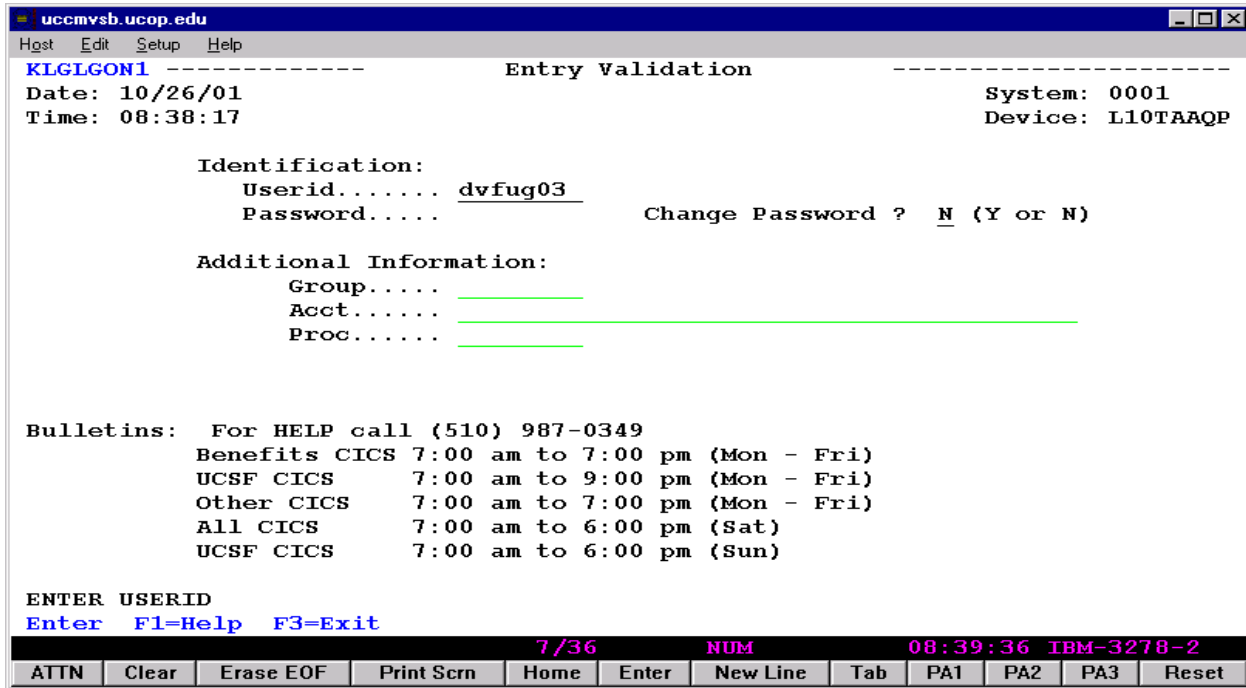 uccmvsb.ucop.edu
Host Edit Setup Help
KLGLGON1 ------------- Entry Validation ----------------------
Date: 10/26/01 System: 0001
Time: 08:38:17 Device: L10TAAQP
Identification:
Userid....... dvfug03
Password..... Change Password ? N (Y or N)
Additional Information:
Group.....
Acct......
Proc......
Bulletins: For HELP call (510) 987-0349
Benefits CICS 7:00 am to 7:00 pm (Mon - Fri)
UCSF CICS 7:00 am to 9:00 pm (Mon - Fri)
Other CICS 7:00 am to 7:00 pm (Mon - Fri)
All CICS 7:00 am to 6:00 pm (Sat)
UCSF CICS 7:00 am to 6:00 pm (Sun)
ENTER USERID
Enter F1=Help F3=Exit
7/36 NUM 08:39:36 IBM-3278-2
ATTN Clear Erase EOF Print Scrn Home Enter New Line Tab PA1 PA2 PA3 Reset